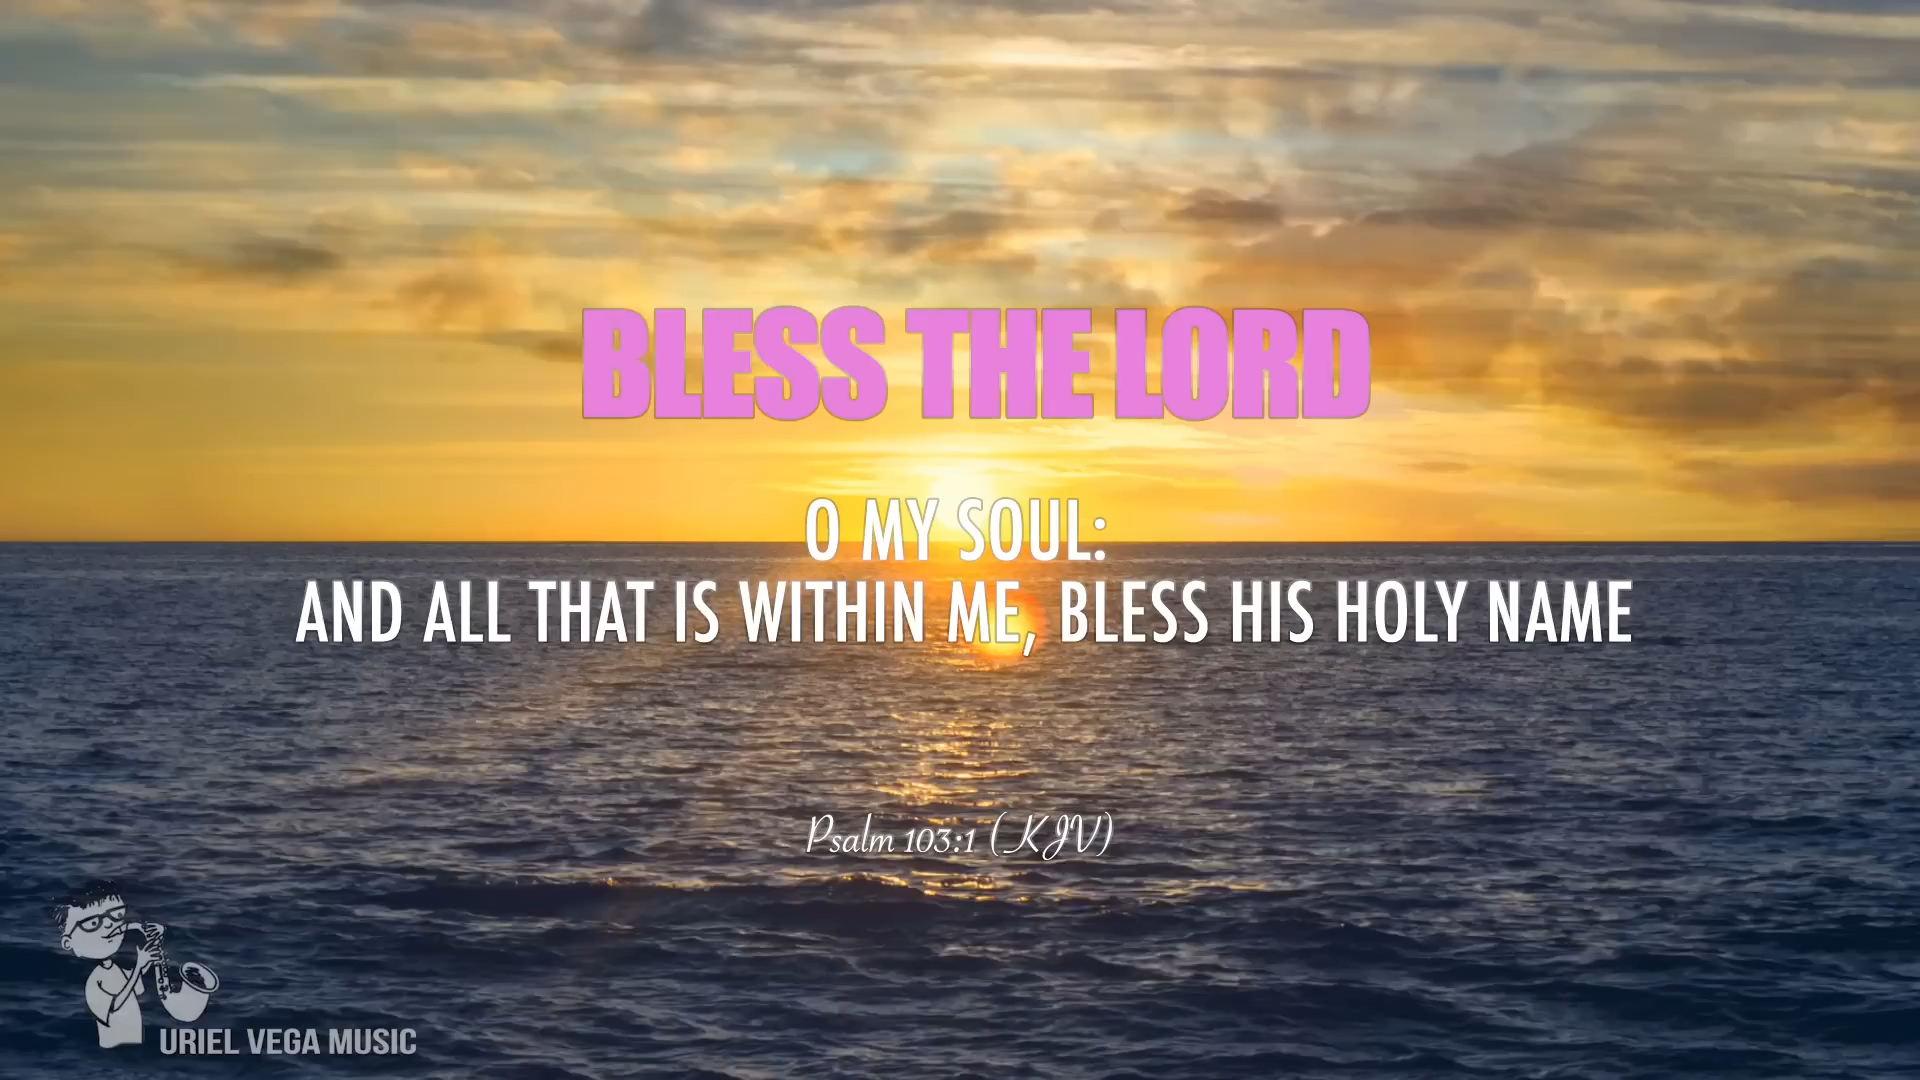 BLESS THE LORD
O MY SOUL:
AND ALL THAT IS WITHIN ME, BLESS HIS HOLY NAME
Psalm 103:1 (KJV)
URIEL VEGA MUSIC